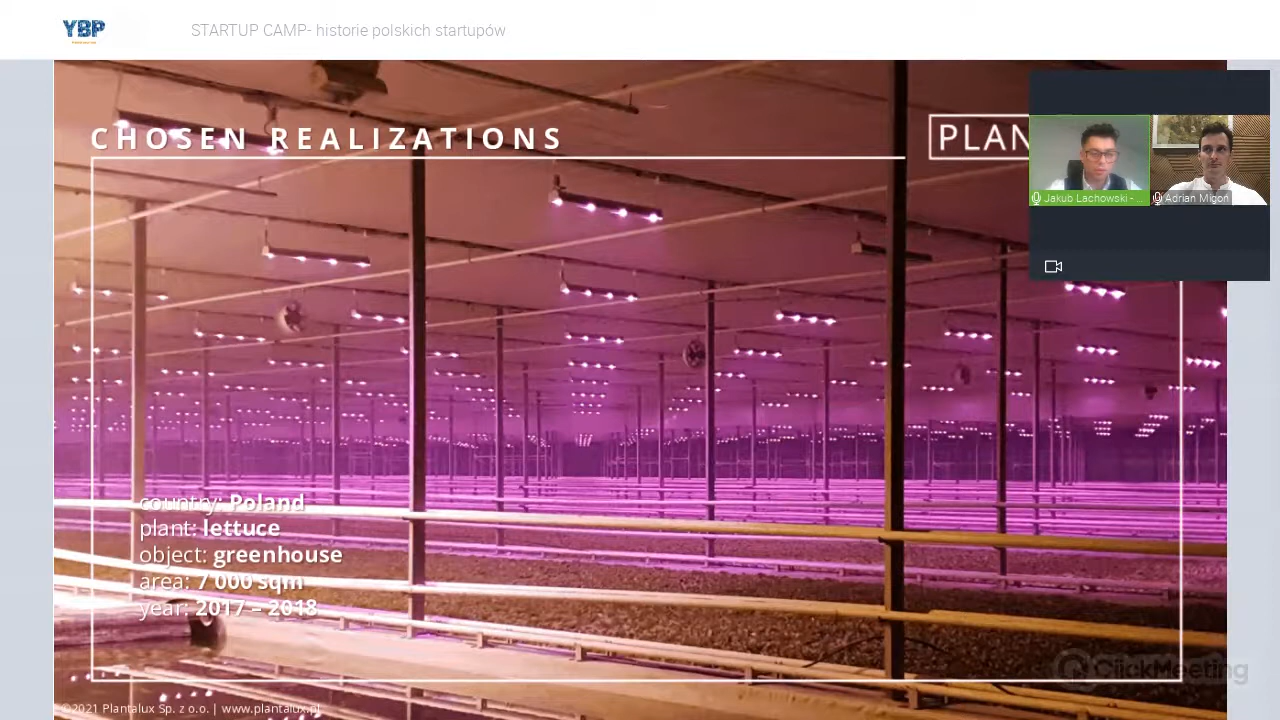 YBP
STARTUP CAMP- historie polskich startupów
CHOSEN REALIZATIONS
PLAN
Jakub Lachowski - ...
Adrian Migoń
country: Poland
plant: lettuce
object: greenhouse
area: 7 000 sqm
year: 2017 – 2018
ClickMeeting
©2021 Plantalux Sp. z o.o. | www.plantalux.pl